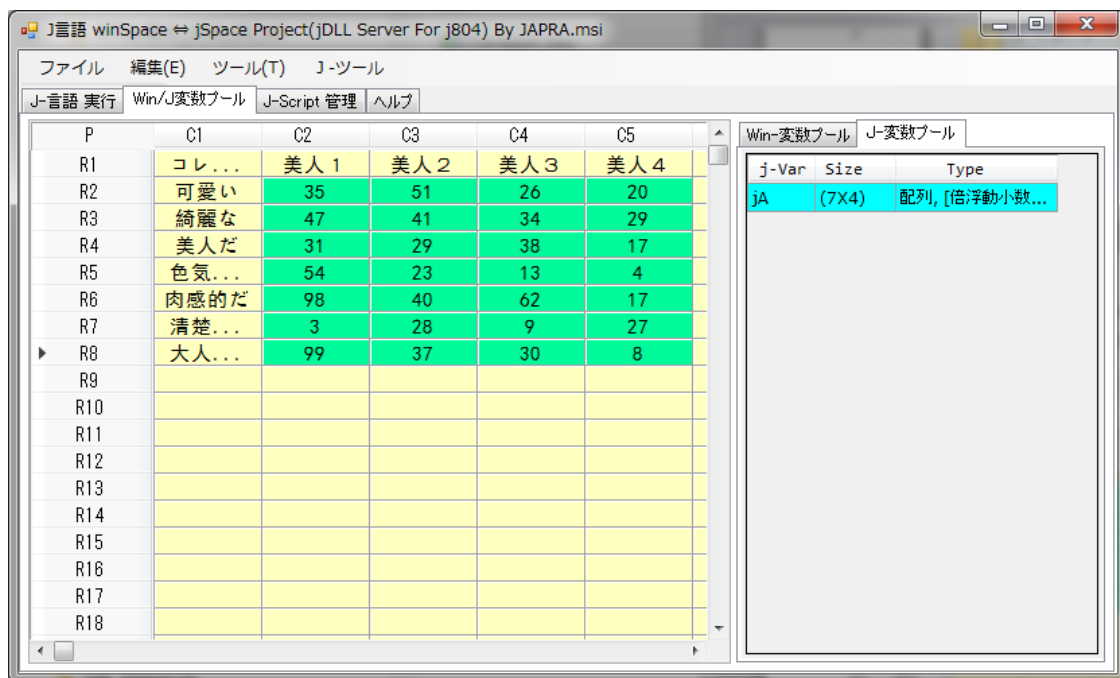 J言語 winSpace ⇔ jSpace Project(jDLL Server For j804) By JAPRA.msi
ファイル 編集(E) ツール(T) J-ツール
J-言語 実行 Win/J変数プール J-Script 管理 ヘルプ
P C1 C2 C3 C4 C5
R1 コレ... 美人1 美人2 美人3 美人4
R2 可愛い 35 51 26 20
R3 綺麗な 47 41 34 29
R4 美人だ 31 29 38 17
R5 色気... 54 23 13 4
R6 肉感的だ 98 40 62 17
R7 清楚... 3 28 9 27
R8 大人... 99 37 30 8
R9
R10
R11
R12
R13
R14
R15
R16
R17
R18
Win-変数プール J-変数プール
j-Var Size Type
jA (7X4) 配列, [倍浮動小数...